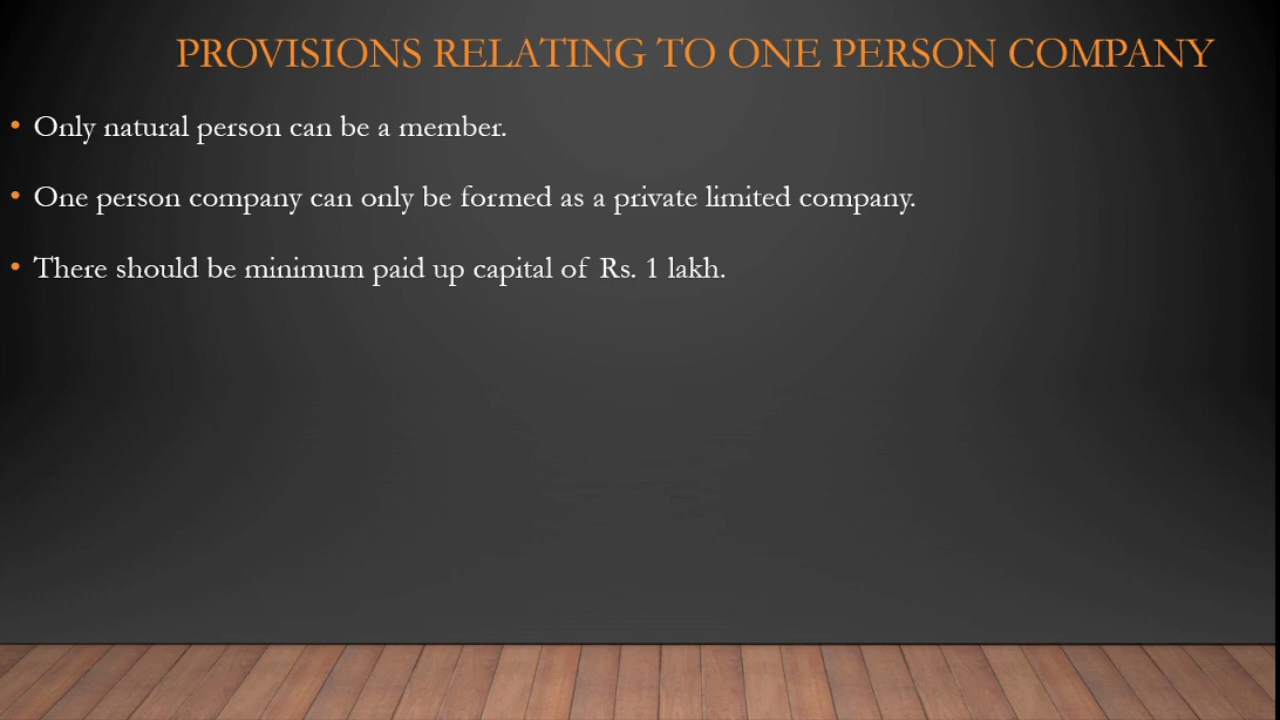 PROVISIONS RELATING TO ONE PERSON COMPANY
• Only natural person can be a member.
• One person company can only be formed as a private limited company.
• There should be minimum paid up capital of Rs. 1 lakh.